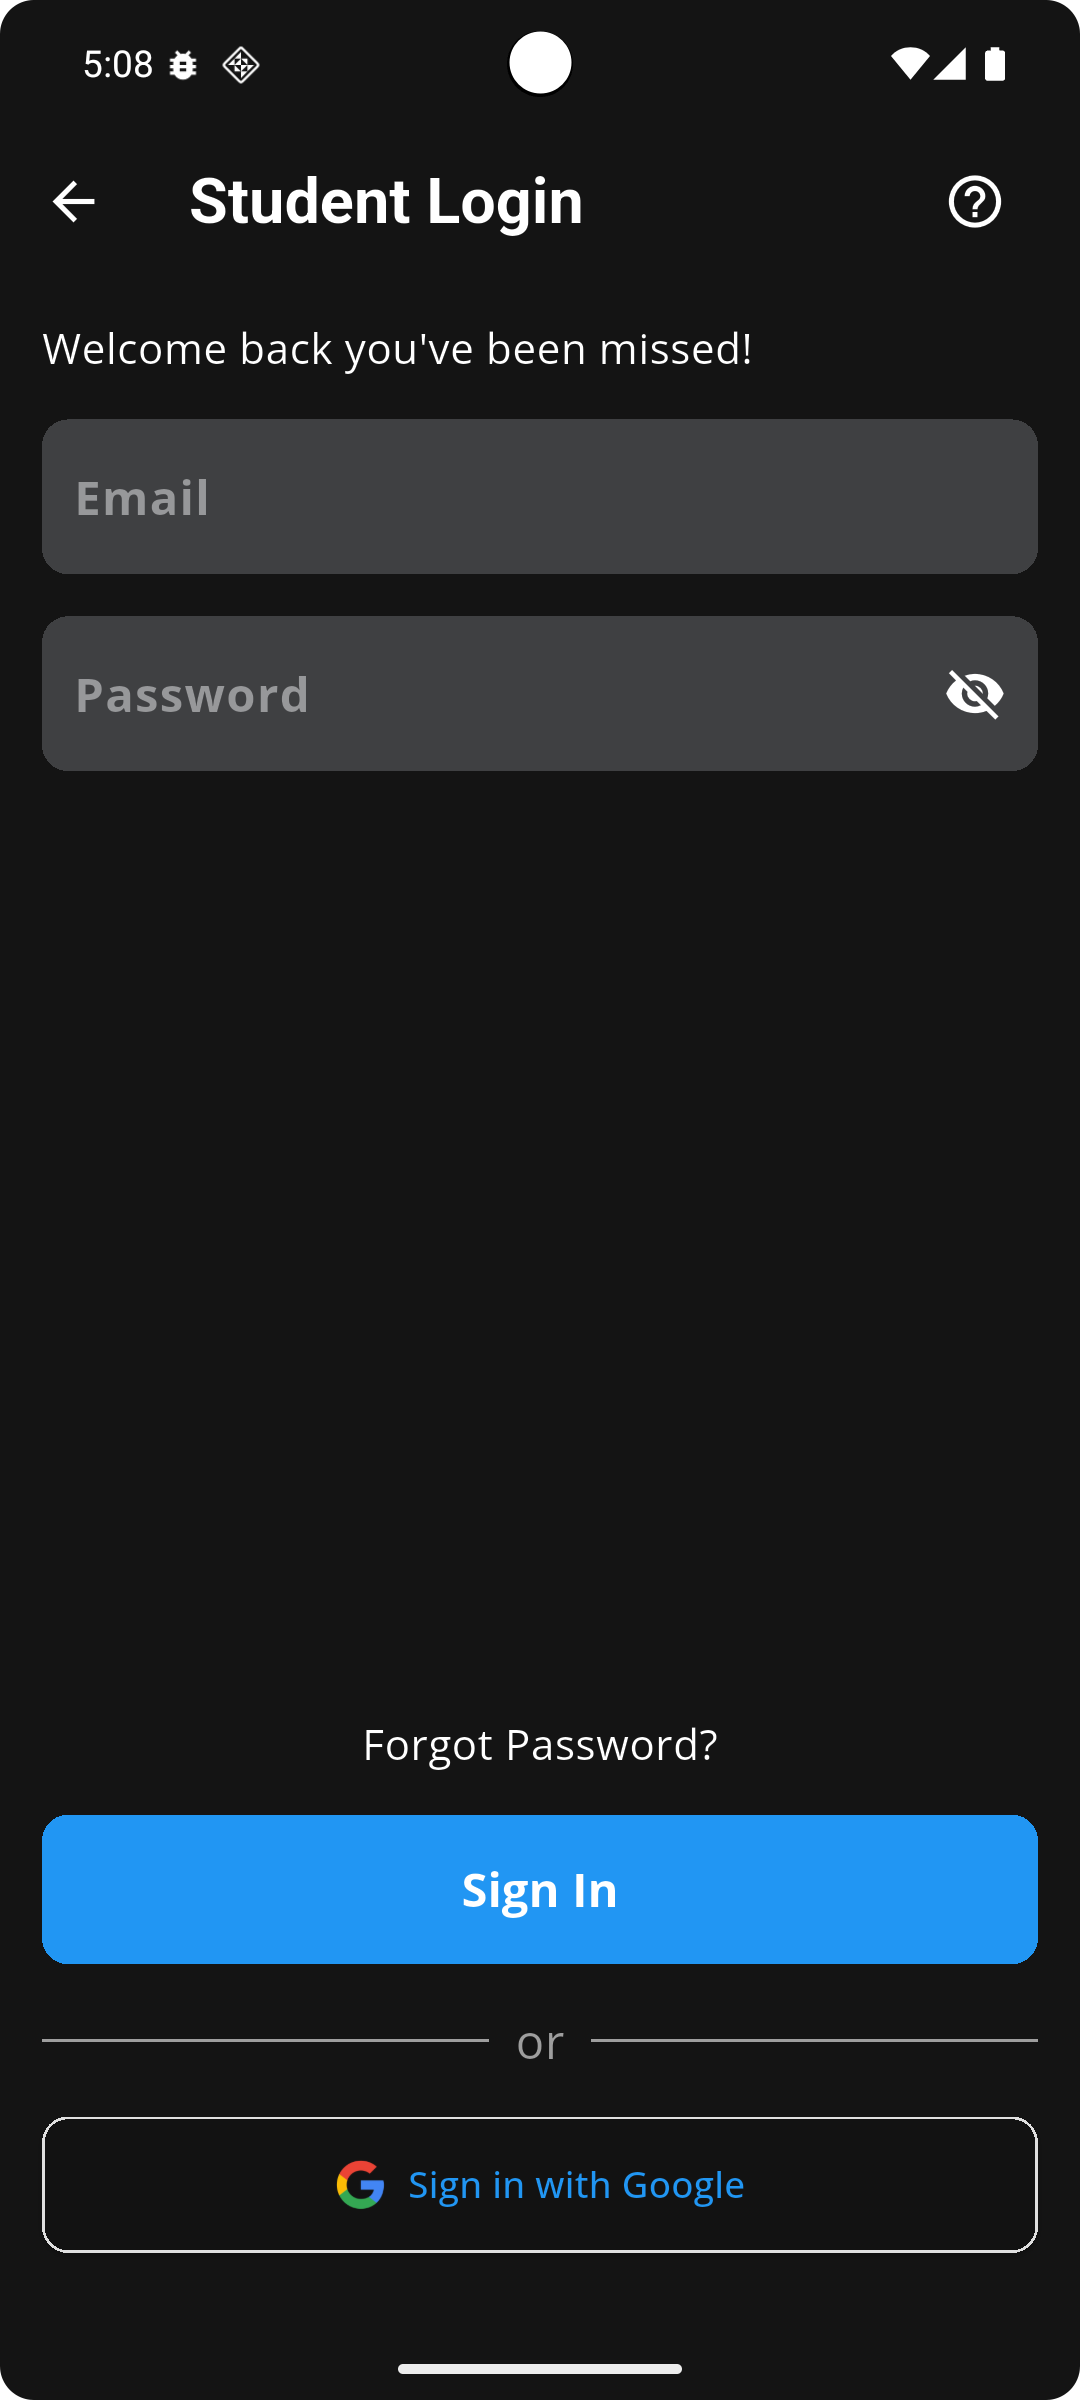 5:08
Student Login
Welcome back you've been missed!
Email
Password
Forgot Password?
Sign In
or
Sign in with Google